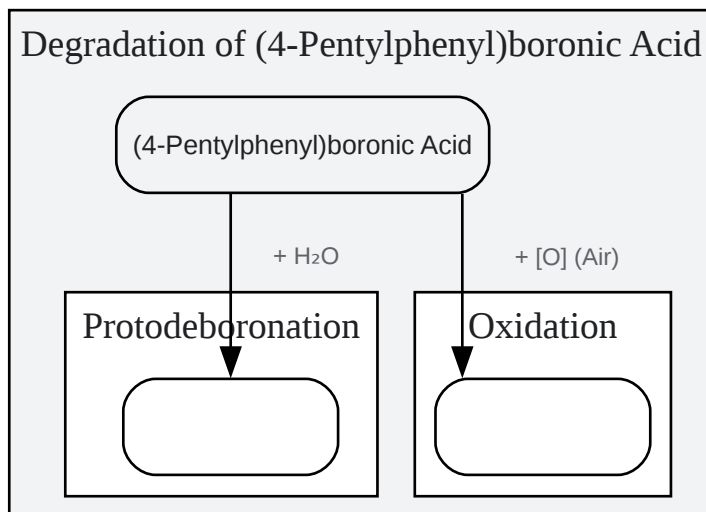 Degradation of (4-Pentylphenyl)boronic Acid
(4-Pentylphenyl)boronic Acid
+ H₂O
+ [O] (Air)
Protodeboronation
Oxidation